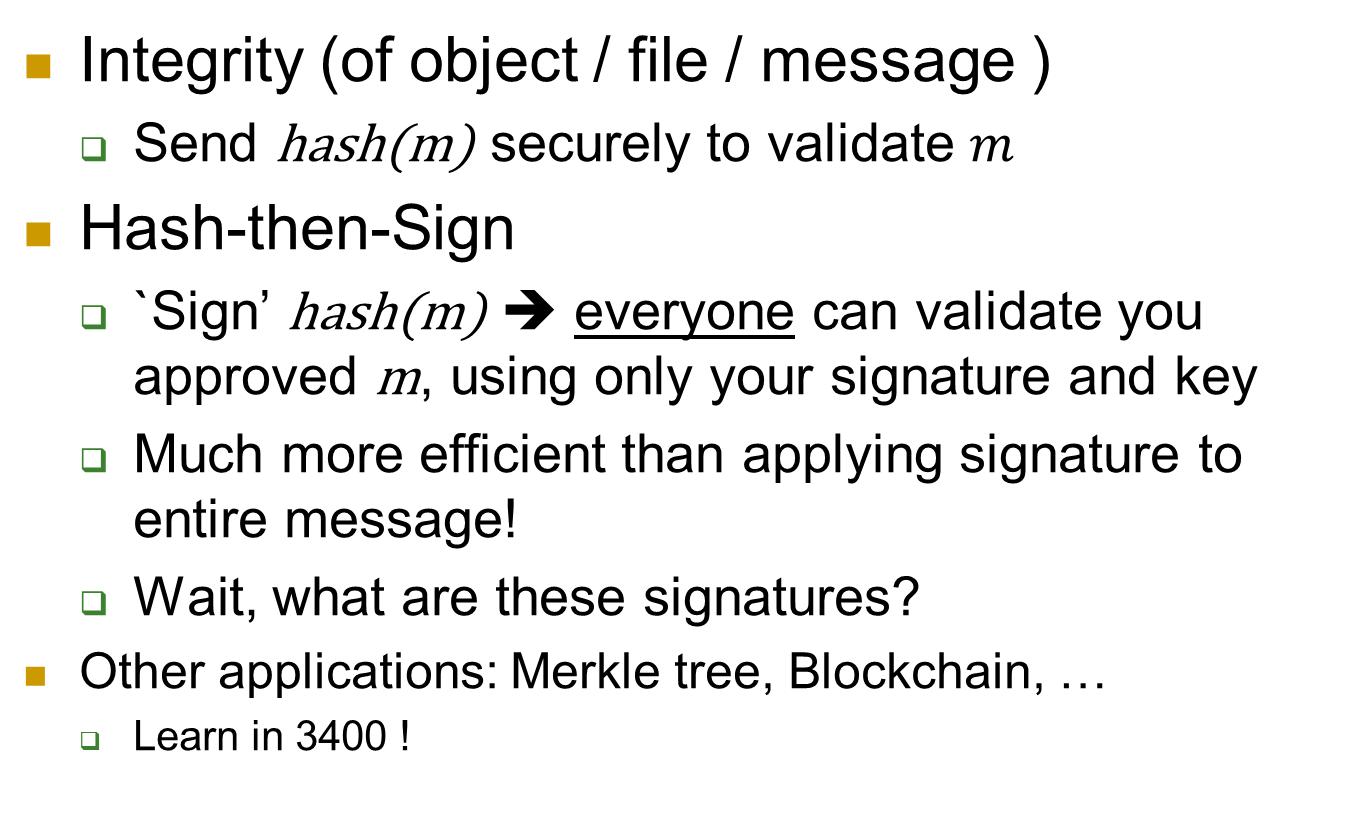 Integrity (of object / file / message )
Send hash(m) securely to validate m
Hash-then-Sign
`Sign’ hash(m) ➔ everyone can validate you
approved m, using only your signature and key
Much more efficient than applying signature to
entire message!
Wait, what are these signatures?
Other applications: Merkle tree, Blockchain, …
Learn in 3400 !